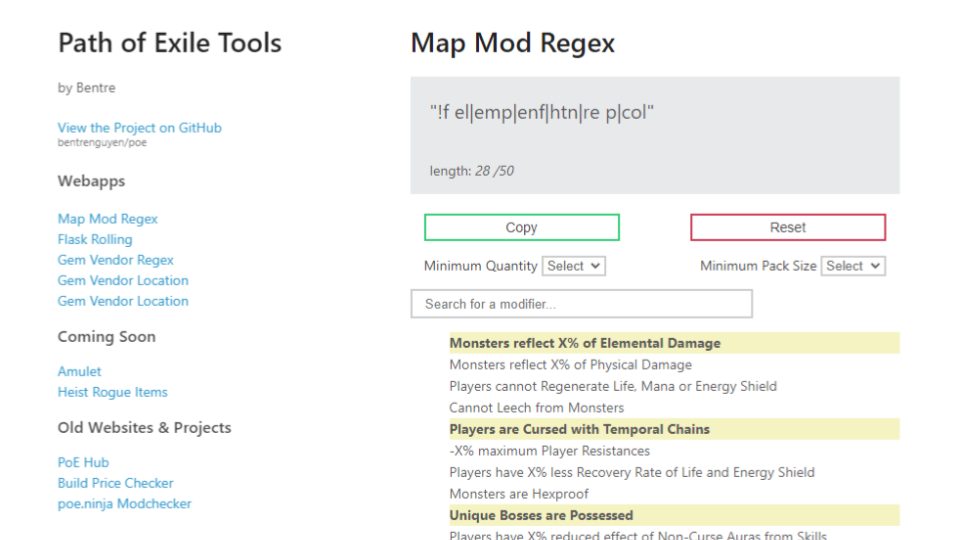 Path of Exile Tools
by Bentre
View the Project on GitHub
bentrenguyen/poe
Webapps
Map Mod Regex
Flask Rolling
Gem Vendor Regex
Gem Vendor Location
Gem Vendor Location
Coming Soon
Amulet
Heist Rogue Items
Old Websites & Projects
PoE Hub
Build Price Checker
poe.ninja Modchecker
Map Mod Regex
"!f el|emp|enf|htn|re p|col"
length: 28 /50
Copy
Reset
Minimum Quantity Select
Minimum Pack Size Select
Search for a modifier...
Monsters reflect X% of Elemental Damage
Monsters reflect X% of Physical Damage
Players cannot Regenerate Life, Mana or Energy Shield
Cannot Leech from Monsters
Players are Cursed with Temporal Chains
-X% maximum Player Resistances
Players have X% less Recovery Rate of Life and Energy Shield
Monsters are Hexproof
Unique Bosses are Possessed
Players have X% reduced effect of Non-Curse Auras from Skills